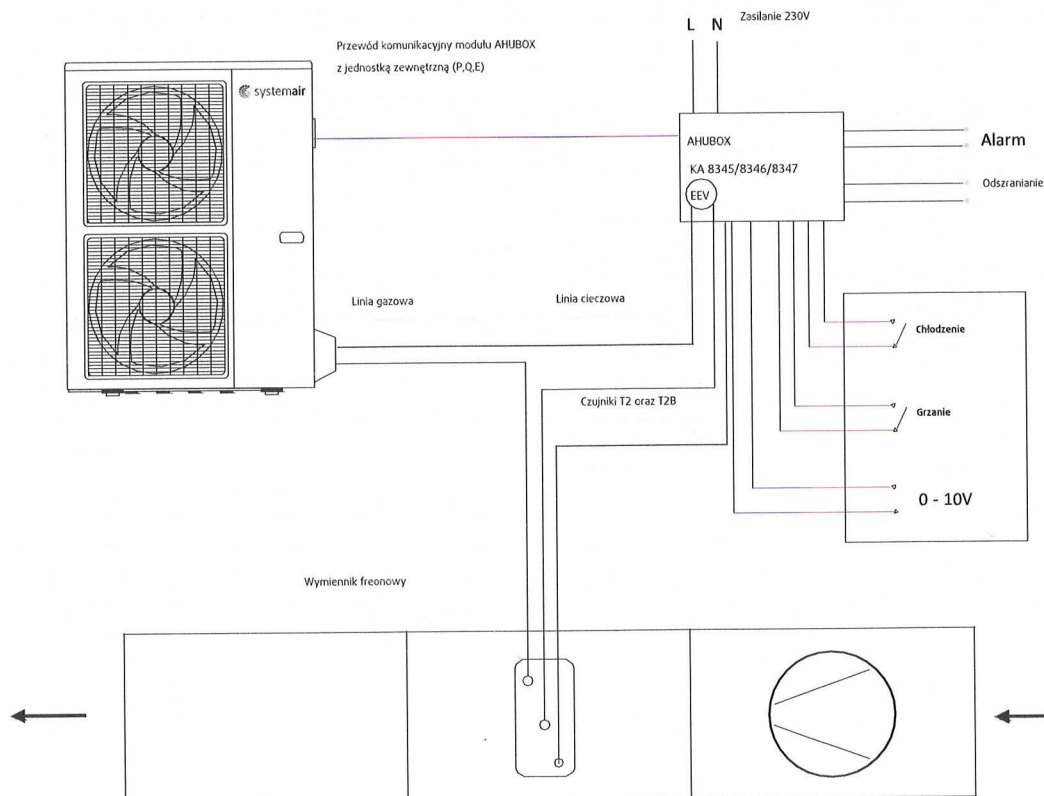 L N
Zasilanie 230V
Przewód komunikacyjny modułu AHUBOX
z jednostką zewnętrzną (P,Q,E)
systemair
AHUBOX
KA 8345/8346/8347
EEV
Alarm
Odszranianie
Linia gazowa
Linia cieczowa
Chłodzenie
Czujniki T2 oraz T2B
Grzanie
0 - 10V
Wymiennik freonowy